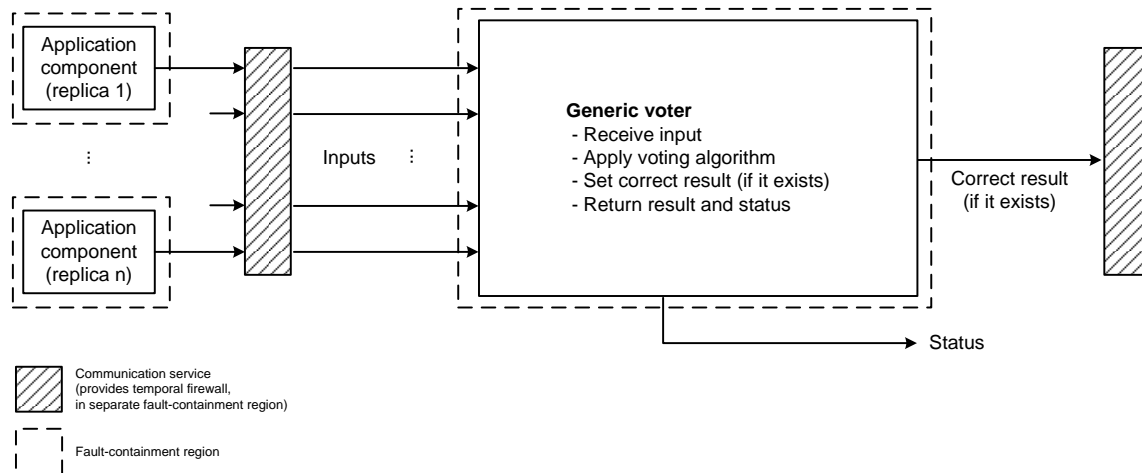 Application
component
(replica 1)
⋮
Application
component
(replica n)
Inputs ⋮
Generic voter
- Receive input
- Apply voting algorithm
- Set correct result (if it exists)
- Return result and status
Correct result
(if it exists)
Status
Communication service
(provides temporal firewall,
in separate fault-containment region)
Fault-containment region